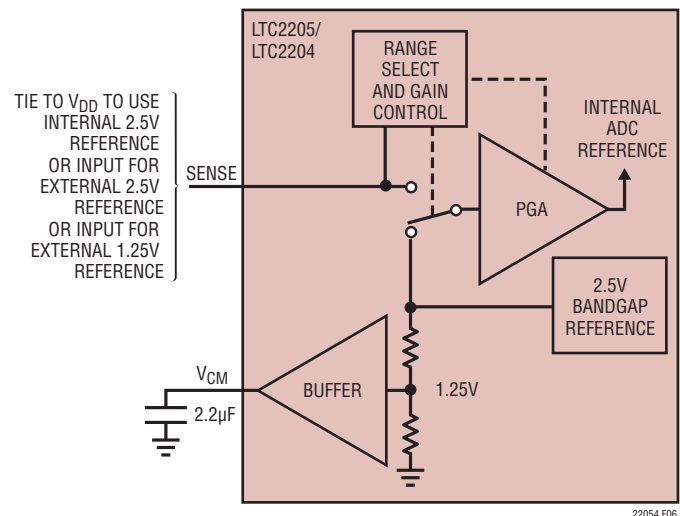 LTC2205/
LTC2204
RANGE
SELECT
AND GAIN
CONTROL
TIE TO VDD TO USE
INTERNAL 2.5V
REFERENCE
OR INPUT FOR
EXTERNAL 2.5V
REFERENCE
OR INPUT FOR
EXTERNAL 1.25V
REFERENCE
SENSE
INTERNAL
ADC
REFERENCE
PGA
2.5V
BANDGAP
REFERENCE
VCM
BUFFER
1.25V
2.2µF
22054 F06